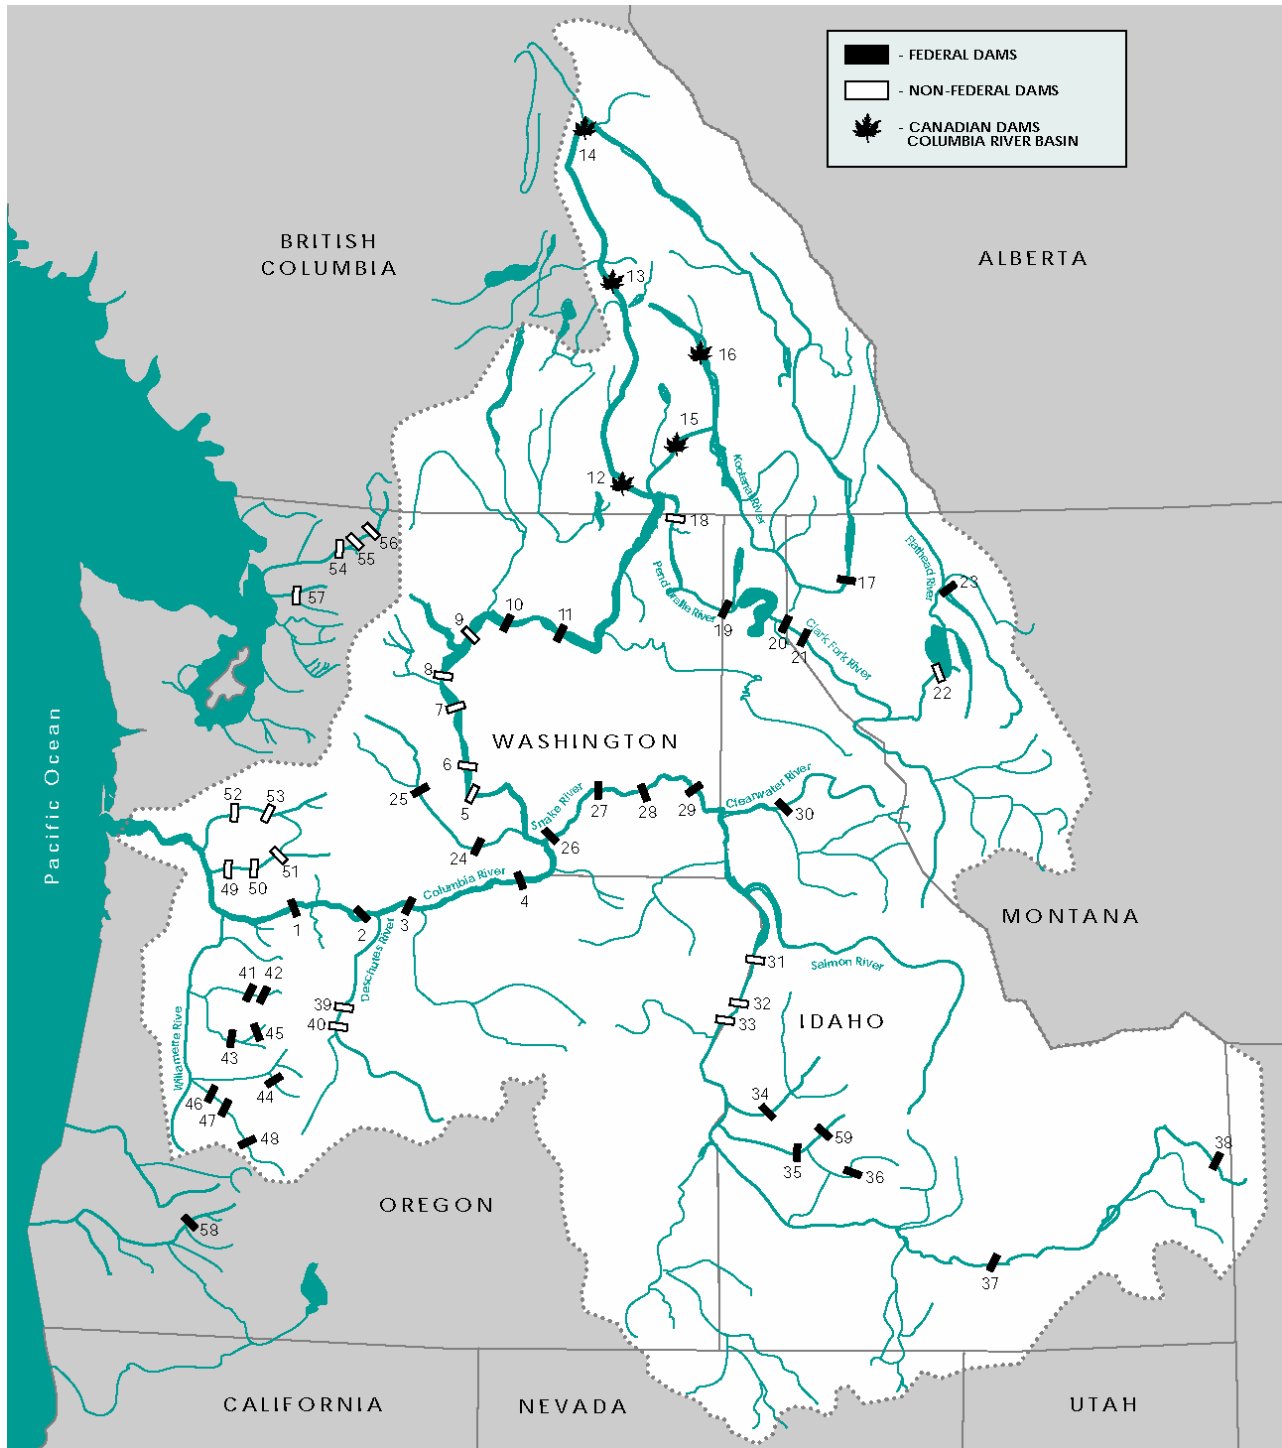 - FEDERAL DAMS
- NON-FEDERAL DAMS
- CANADIAN DAMS
COLUMBIA RIVER BASIN
14
BRITISH
COLUMBIA
ALBERTA
13
16
15
12
Kootenai River
18
56
55
54
57
17
Flathead River
23
Pend Oreille River
10
11
9
19
20
21
Clark Fork River
8
22
7
Pacific Ocean
WASHINGTON
6
52
53
25
5
Snake River
27
28
29
Clearwater River
30
24
26
49
50
51
Columbia River
4
1
2
3
MONTANA
Deschutes River
31
Salmon River
41
42
39
40
32
33
IDAHO
43
45
Willamette River
44
46
47
48
34
59
35
36
38
OREGON
58
37
CALIFORNIA
NEVADA
UTAH